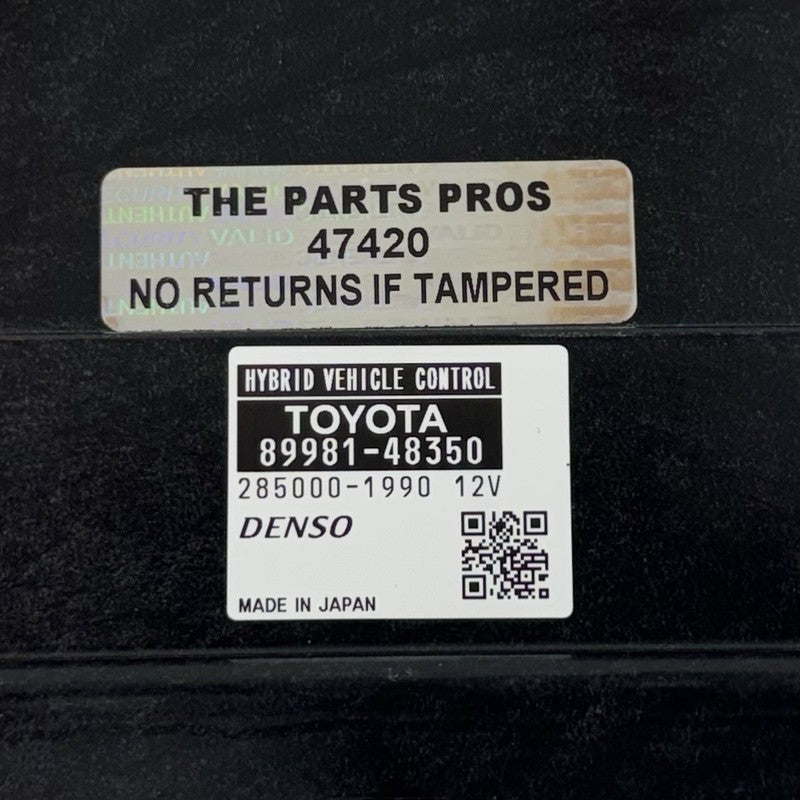 THE PARTS PROS
47420
NO RETURNS IF TAMPERED
HYBRID VEHICLE CONTROL
TOYOTA
89981-48350
285000-1990 12V
DENSO
MADE IN JAPAN